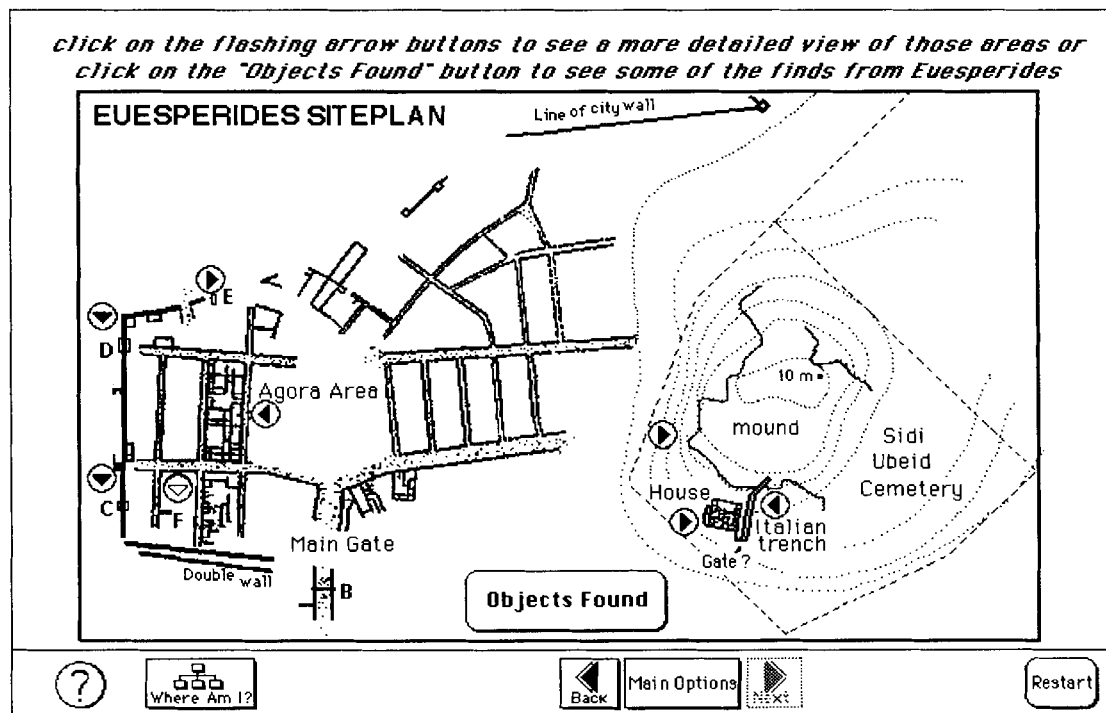 click on the flashing arrow buttons to see a more detailed view of those areas or
click on the "Objects Found" button to see some of the finds from Euesperides
EUESPERIDES SITEPLAN
Line of city wall
E
D
Agora Area
10 m
mound
Sidi
Ubeid
Cemetery
C
F
House
Italian
trench
Main Gate
Gate ?
Double wall
B
Objects Found
?
Where Am I?
Back
Main Options
Next
Restart